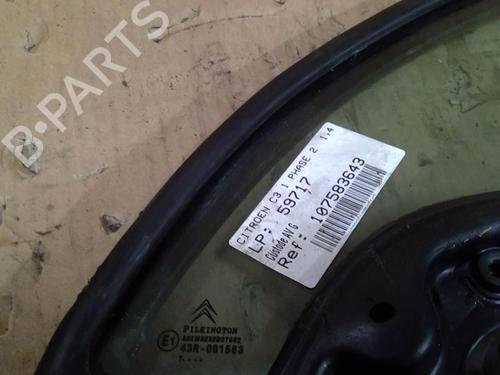 B-PARTS
CITROEN C3 1 PHASE 2 1,4
LP: 59717
Custode AV G
Ref: 107583643
PILKINGTON
E1
43R-001583